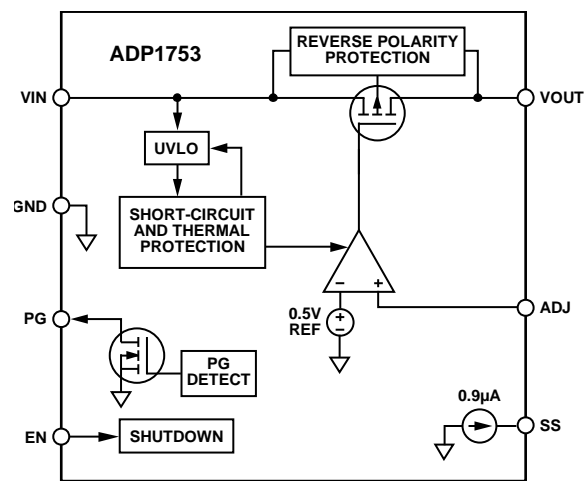 ADP1753
REVERSE POLARITY
PROTECTION
VIN
VOUT
UVLO
GND
SHORT-CIRCUIT
AND THERMAL
PROTECTION
– +
PG
0.5V
REF
+
–
ADJ
PG
DETECT
0.9µA
EN
SHUTDOWN
SS